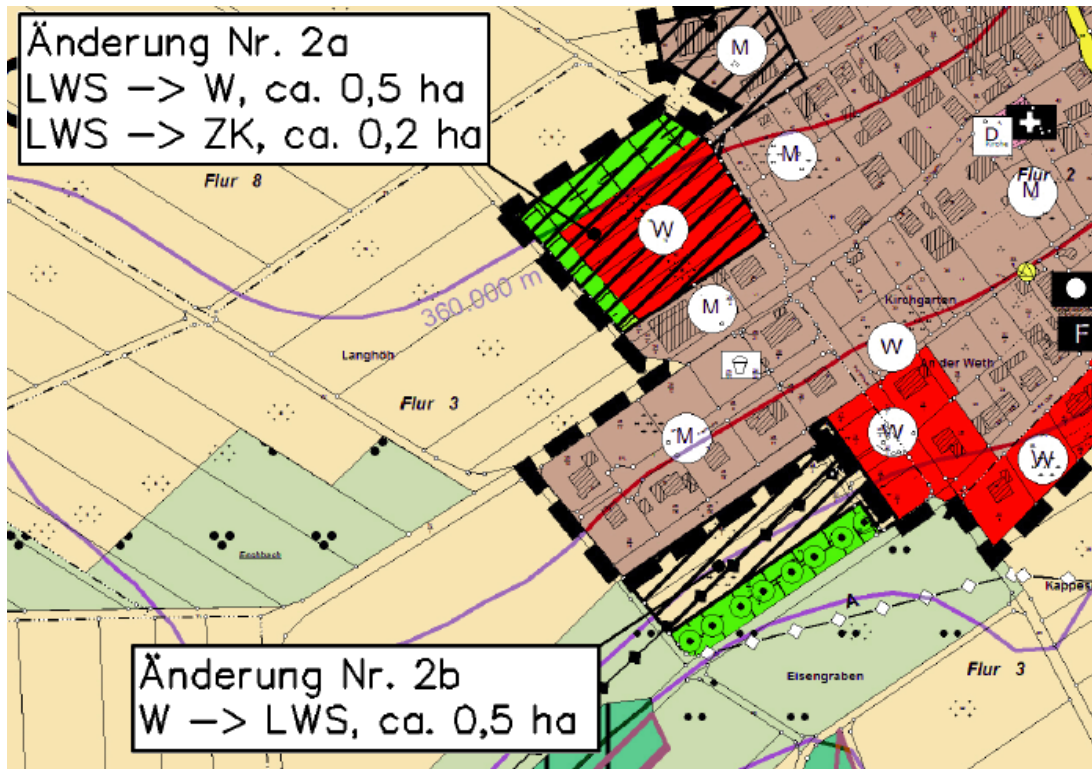 Änderung Nr. 2a
LWS -> W, ca. 0,5 ha
LWS -> ZK, ca. 0,2 ha
M
D
Kirche
M
Flur 2
Flur 8
M
W
360.000 m
M
Kirchgarten
F
Langhöh
W
An der Weth
Flur 3
M
W
W
Eschbach
A
Kappes
Änderung Nr. 2b
W -> LWS, ca. 0,5 ha
Eisengraben
Flur 3